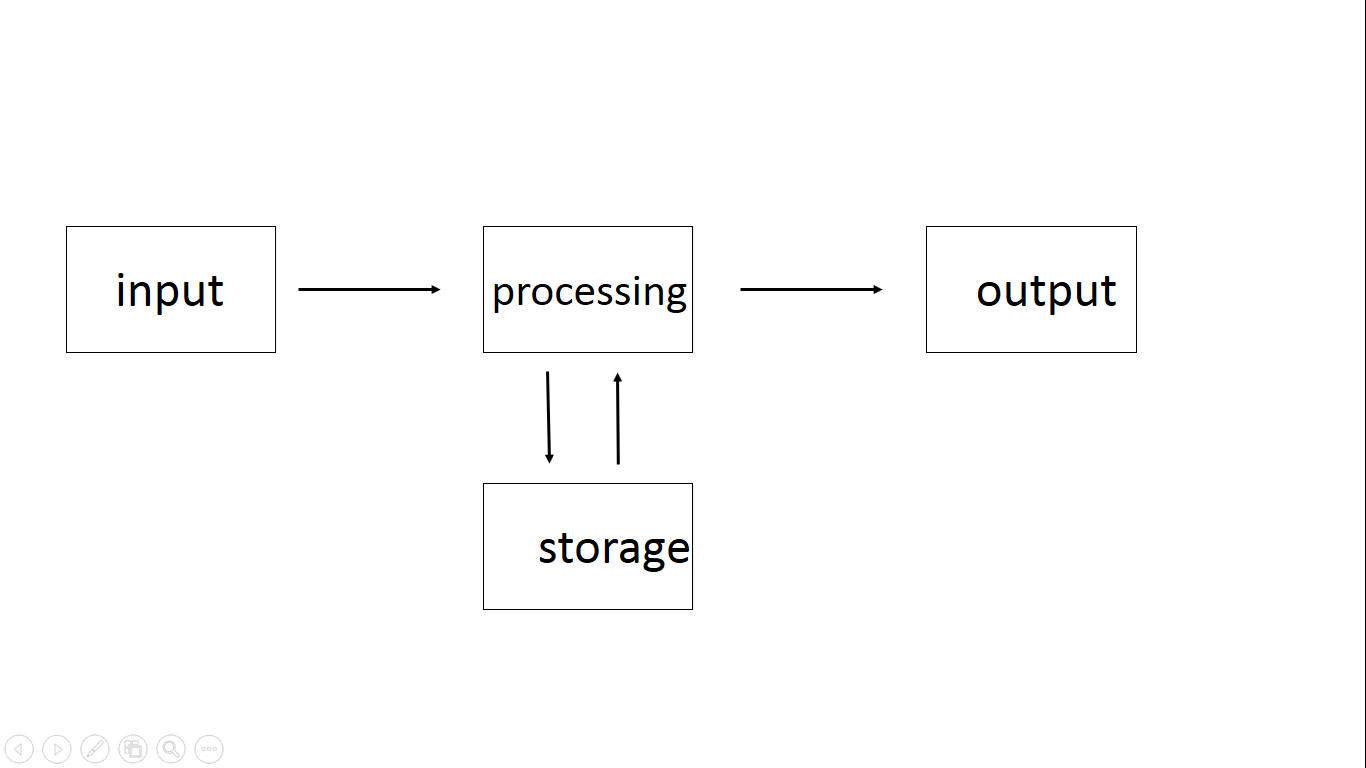 input
processing
output
storage